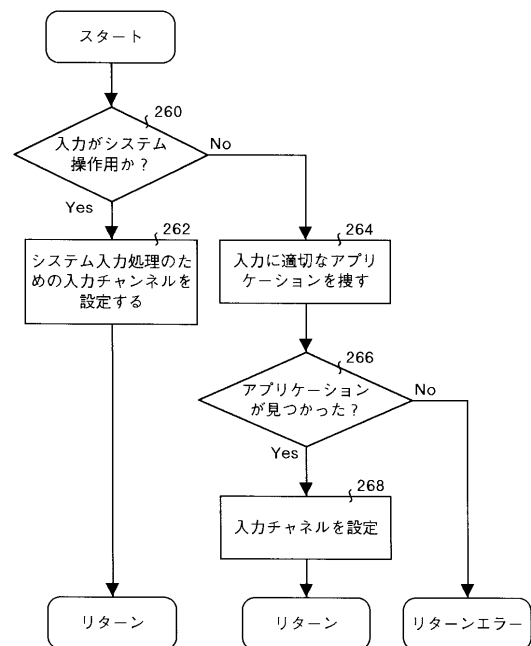 スタート
260
入力がシステム
操作用か？
No
Yes
262
システム入力処理のた
めの入力チャンネルを
設定する
264
入力に適切なアプリ
ケーションを捜す
266
アプリケーション
が見つかった？
No
Yes
268
入力チャネルを設定
リターン
リターン
リターンエラー